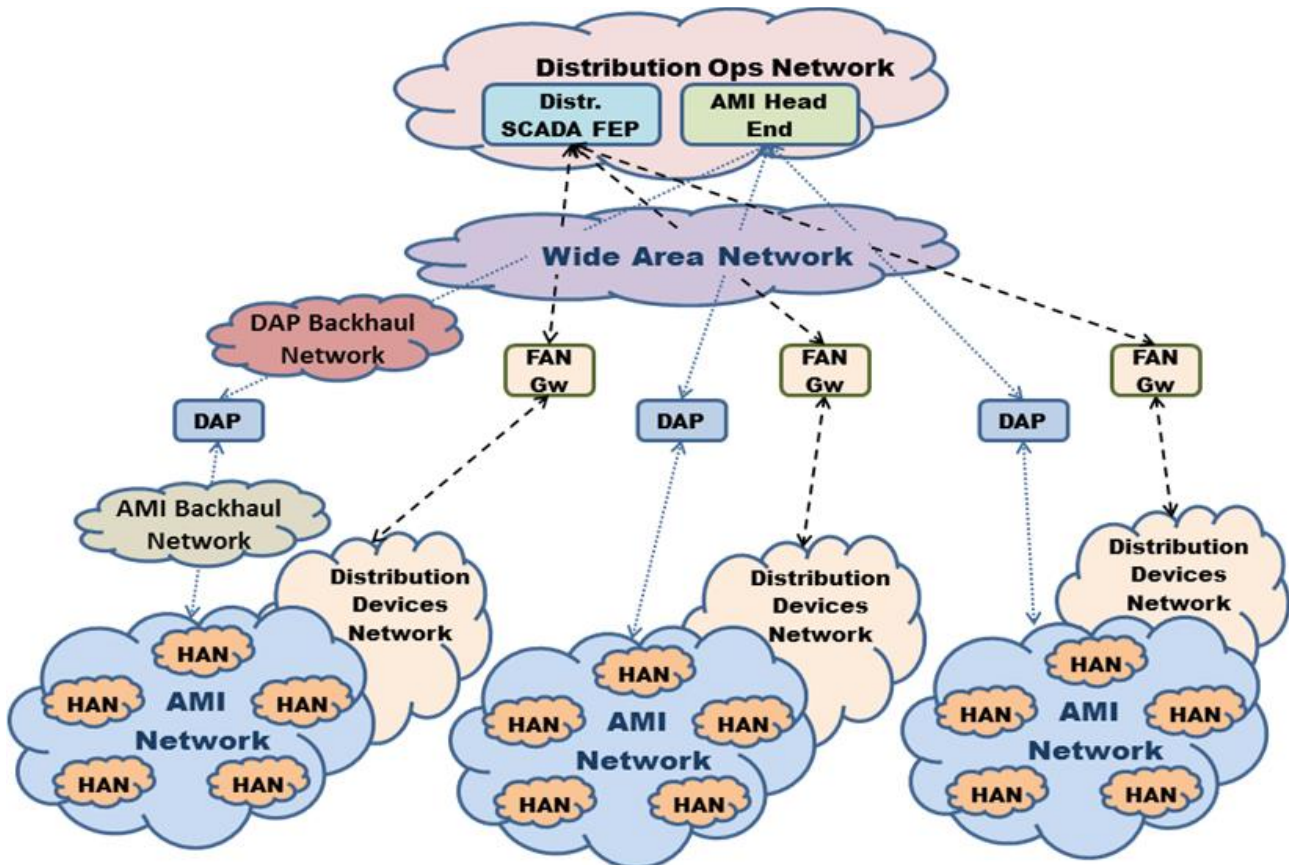 Distribution Ops Network
Distr.
SCADA FEP
AMI Head
End
Wide Area Network
DAP Backhaul
Network
FAN
Gw
FAN
Gw
FAN
Gw
DAP
DAP
DAP
AMI Backhaul
Network
Distribution
Devices
Network
Distribution
Devices
Network
Distribution
Devices
Network
HAN
HAN
AMI
HAN
Network
HAN
HAN
HAN
HAN
AMI
HAN
Network
HAN
HAN
HAN
HAN
AMI
HAN
Network
HAN
HAN